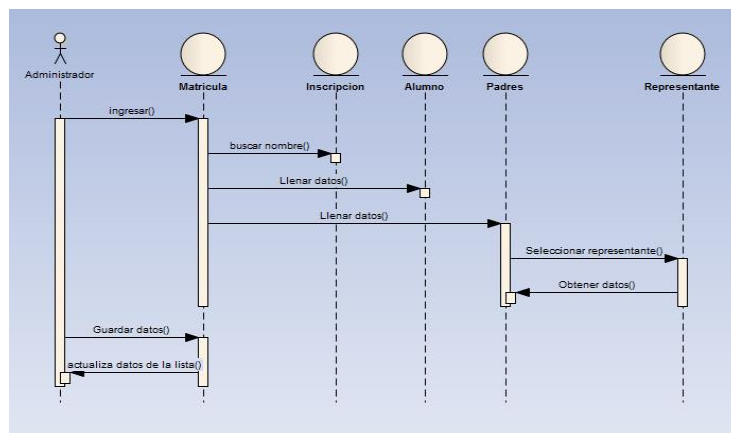 Administrador
Matricula
Inscripcion
Alumno
Padres
Representante
ingresar()
buscar nombre()
Llenar datos()
Llenar datos()
Seleccionar representante()
Obtener datos()
Guardar datos()
actualiza datos de la lista()